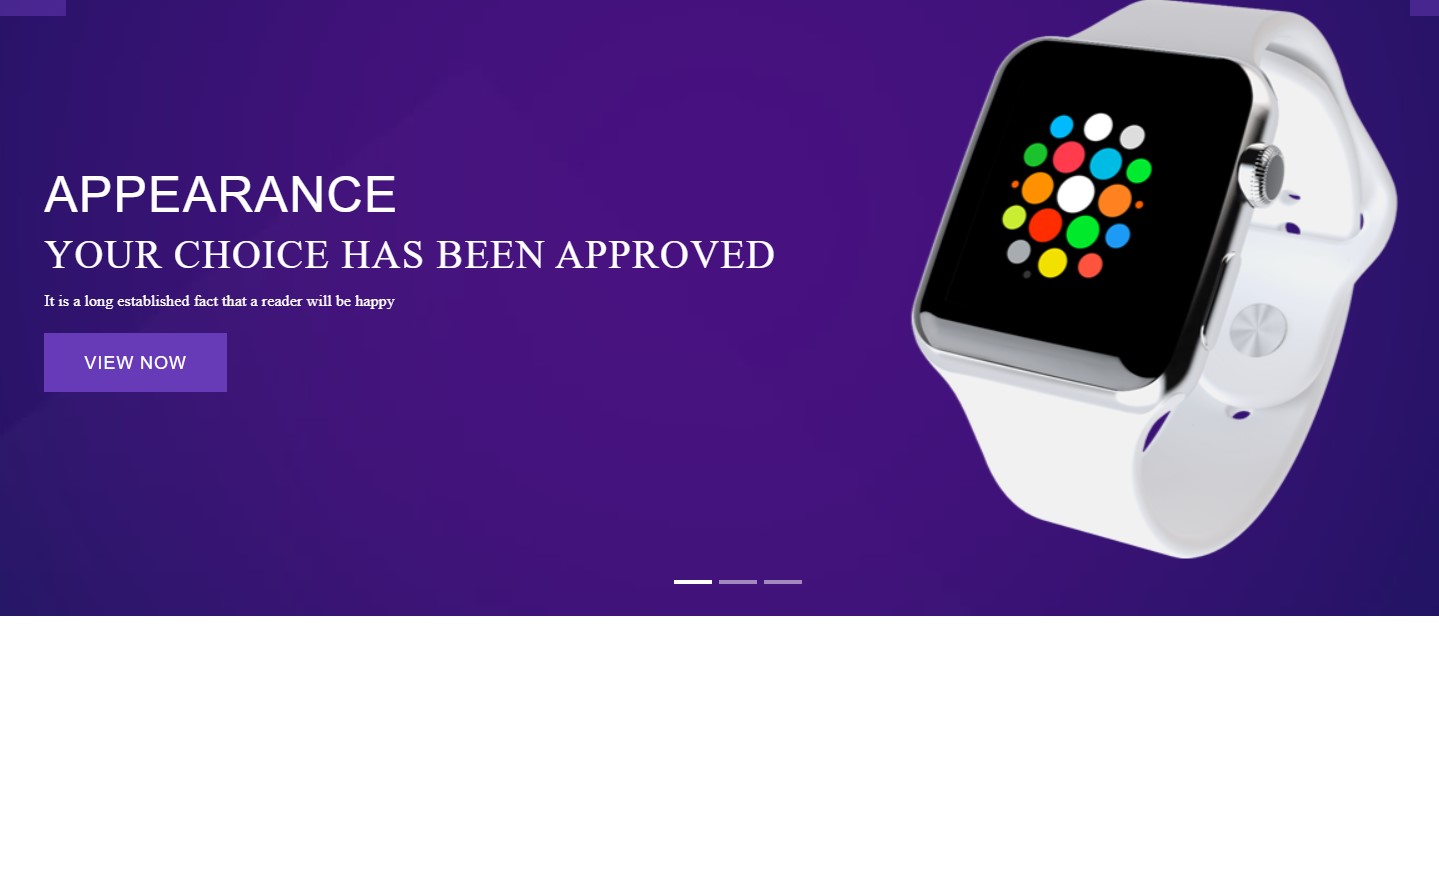 APPEARANCE
YOUR CHOICE HAS BEEN APPROVED
It is a long established fact that a reader will be happy
VIEW NOW